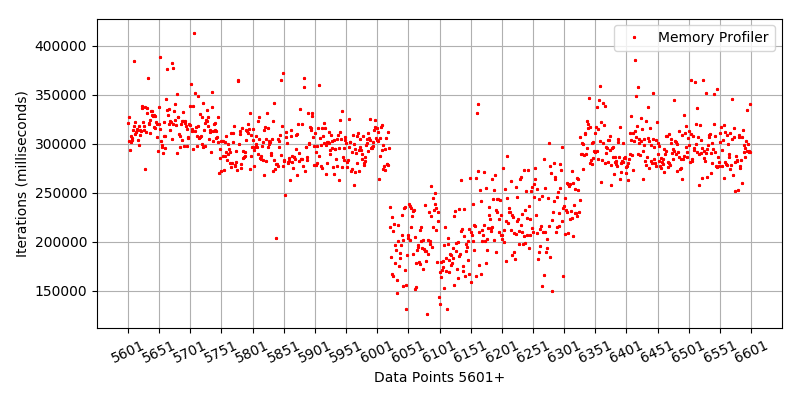 Memory Profiler
400000
350000
300000
250000
200000
150000
Iterations (milliseconds)
5601 5651 5701 5751 5801 5851 5901 5951 6001 6051 6101 6151 6201 6251 6301 6351 6401 6451 6501 6551 6601
Data Points 5601+